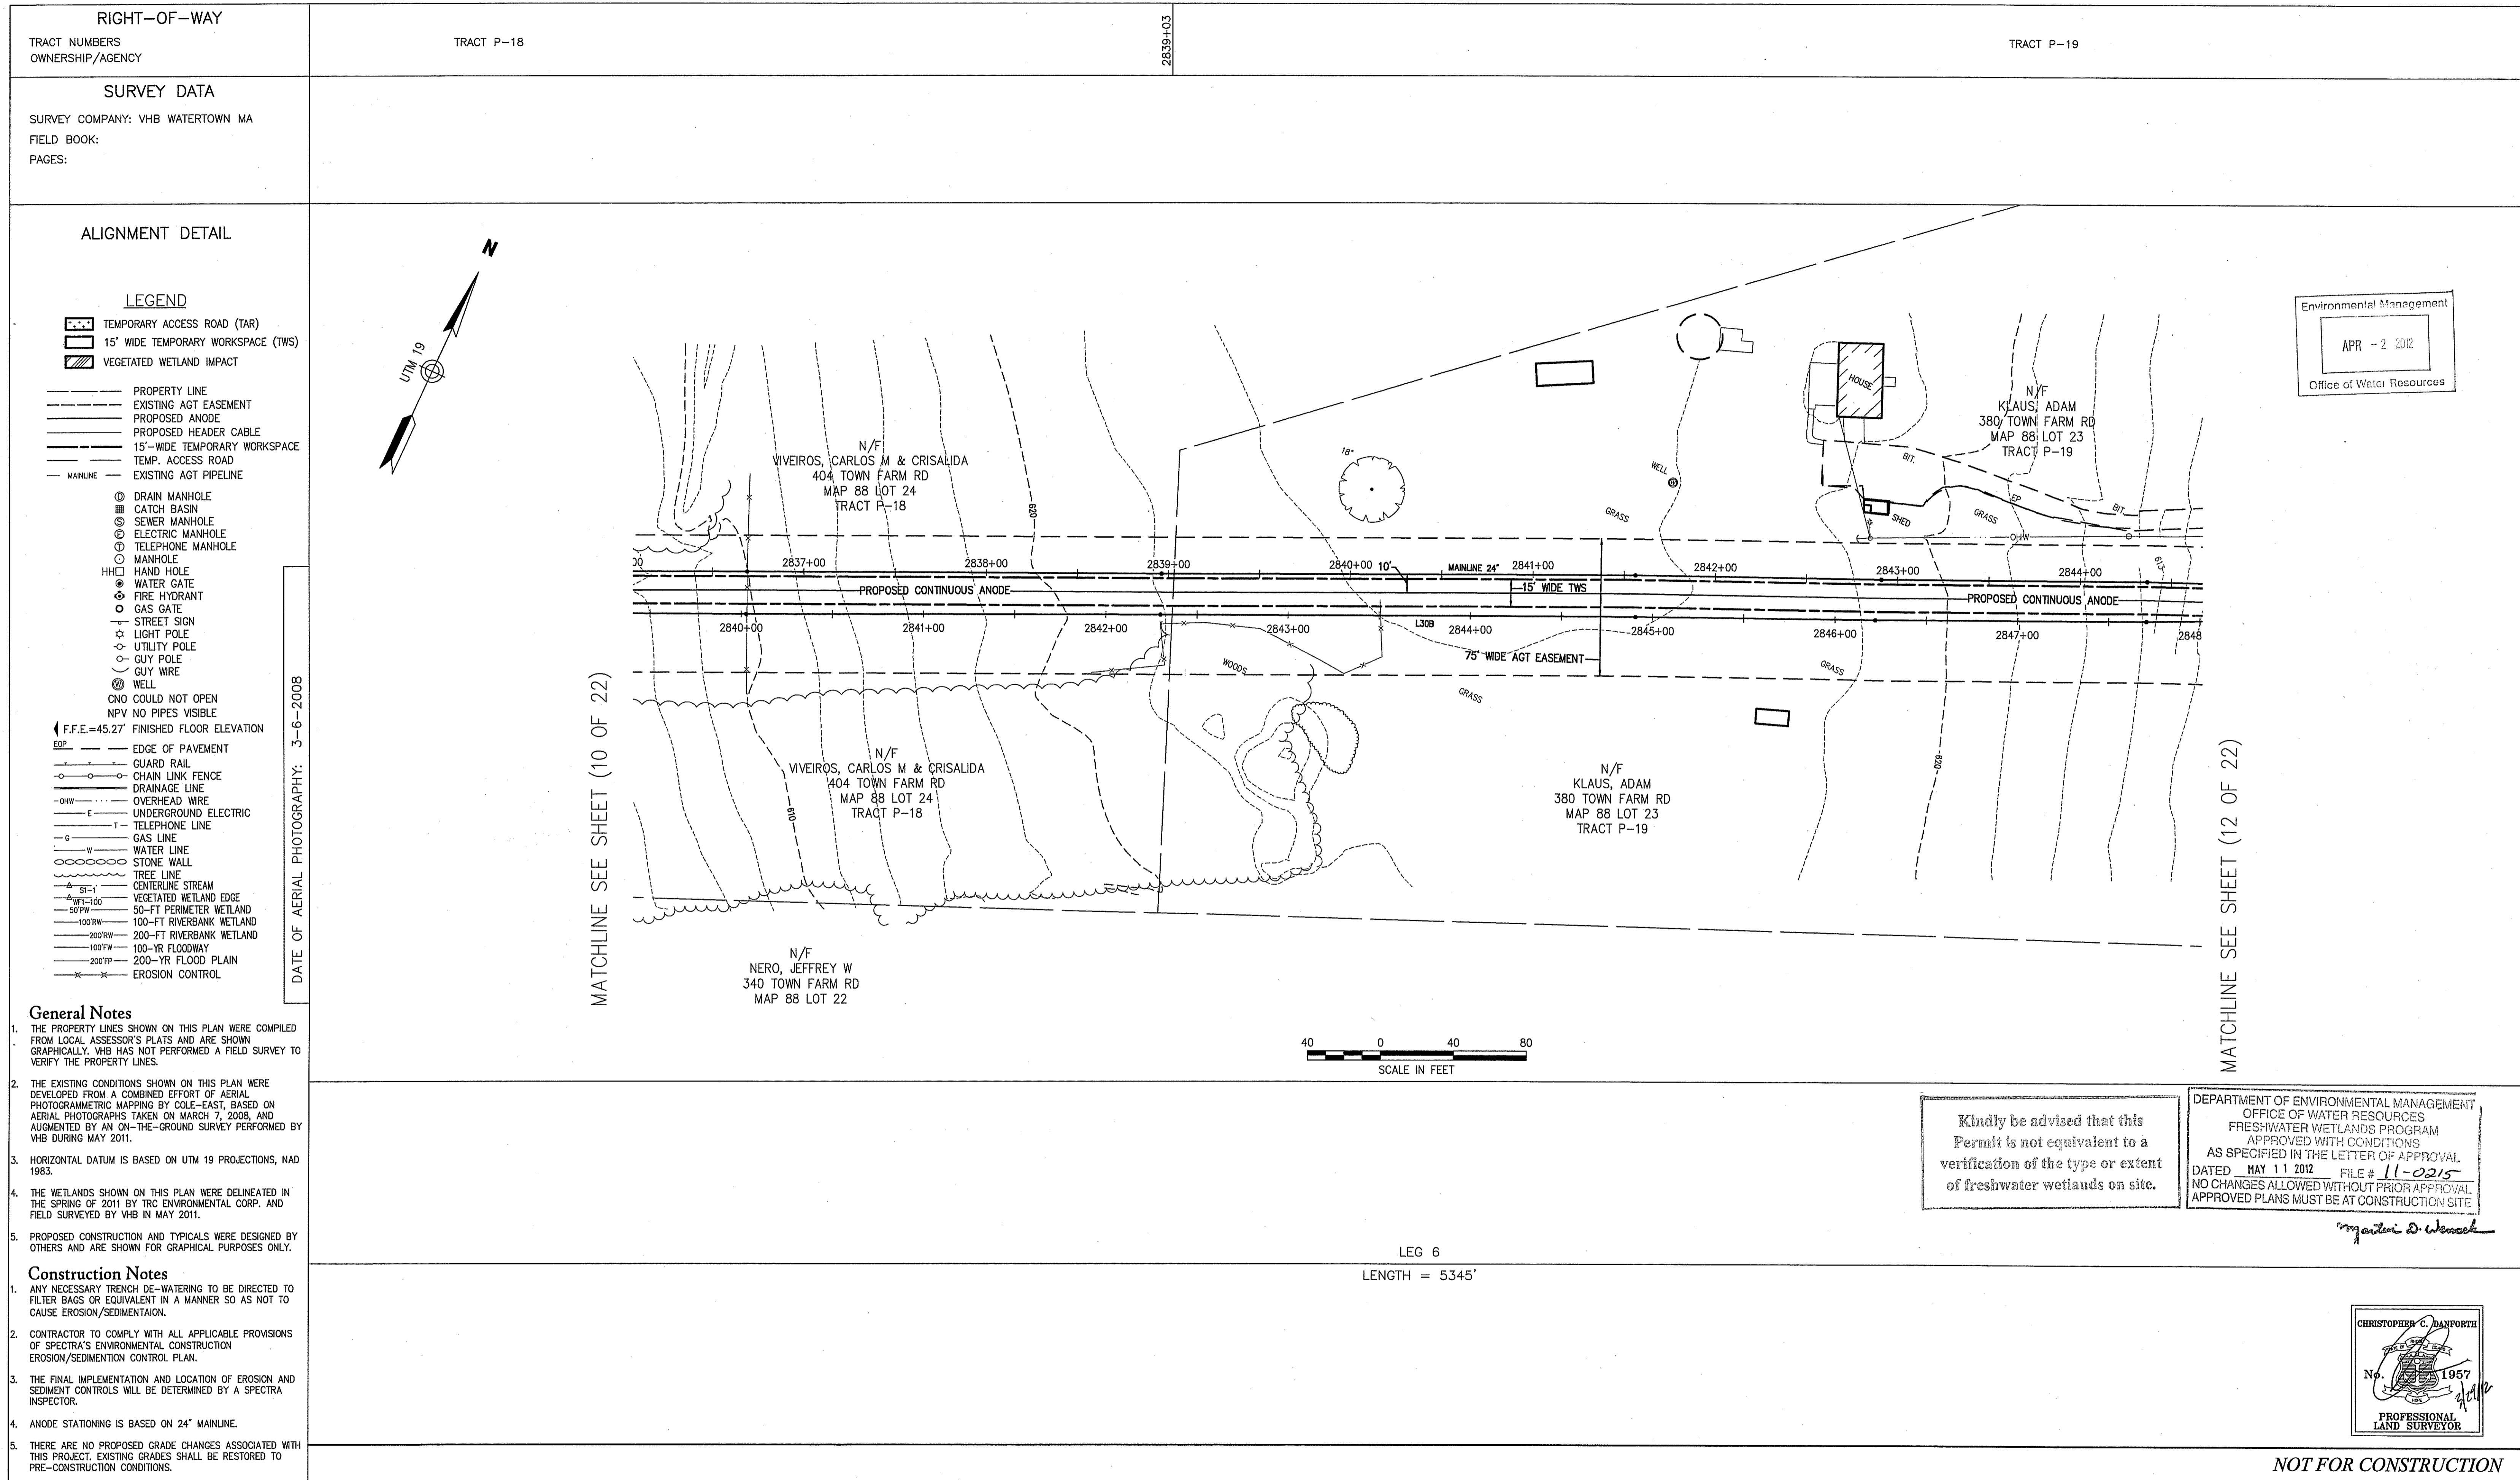 RIGHT-OF-WAY
TRACT NUMBERS
OWNERSHIP/AGENCY
TRACT P-18
2839+03
TRACT P-19
SURVEY DATA
SURVEY COMPANY: VHB WATERTOWN MA
FIELD BOOK:
PAGES:
ALIGNMENT DETAIL
LEGEND
TEMPORARY ACCESS ROAD (TAR)
15' WIDE TEMPORARY WORKSPACE (TWS)
VEGETATED WETLAND IMPACT
PROPERTY LINE
EXISTING AGT EASEMENT
PROPOSED ANODE
PROPOSED HEADER CABLE
15'-WIDE TEMPORARY WORKSPACE
TEMP. ACCESS ROAD
MAINLINE EXISTING AGT PIPELINE
D DRAIN MANHOLE
CATCH BASIN
S SEWER MANHOLE
E ELECTRIC MANHOLE
T TELEPHONE MANHOLE
MANHOLE
HH HAND HOLE
WATER GATE
FIRE HYDRANT
GAS GATE
STREET SIGN
LIGHT POLE
UTILITY POLE
GUY POLE
GUY WIRE
W WELL
CNO COULD NOT OPEN
NPV NO PIPES VISIBLE
F.F.E.=45.27' FINISHED FLOOR ELEVATION
EOP EDGE OF PAVEMENT
GUARD RAIL
CHAIN LINK FENCE
DRAINAGE LINE
OHW OVERHEAD WIRE
E UNDERGROUND ELECTRIC
T TELEPHONE LINE
G GAS LINE
W WATER LINE
STONE WALL
TREE LINE
S1-1 CENTERLINE STREAM
WF1-100 VEGETATED WETLAND EDGE
50'PW 50-FT PERIMETER WETLAND
100'RW 100-FT RIVERBANK WETLAND
200'RW 200-FT RIVERBANK WETLAND
100'FW 100-YR FLOODWAY
200'FP 200-YR FLOOD PLAIN
EROSION CONTROL
DATE OF AERIAL PHOTOGRAPHY: 3-6-2008
General Notes
1. THE PROPERTY LINES SHOWN ON THIS PLAN WERE COMPILED
FROM LOCAL ASSESSOR'S PLATS AND ARE SHOWN
GRAPHICALLY. VHB HAS NOT PERFORMED A FIELD SURVEY TO
VERIFY THE PROPERTY LINES.
2. THE EXISTING CONDITIONS SHOWN ON THIS PLAN WERE
DEVELOPED FROM A COMBINED EFFORT OF AERIAL
PHOTOGRAMMETRIC MAPPING BY COLE-EAST, BASED ON
AERIAL PHOTOGRAPHS TAKEN ON MARCH 7, 2008, AND
AUGMENTED BY AN ON-THE-GROUND SURVEY PERFORMED BY
VHB DURING MAY 2011.
3. HORIZONTAL DATUM IS BASED ON UTM 19 PROJECTIONS, NAD
1983.
4. THE WETLANDS SHOWN ON THIS PLAN WERE DELINEATED IN
THE SPRING OF 2011 BY TRC ENVIRONMENTAL CORP. AND
FIELD SURVEYED BY VHB IN MAY 2011.
5. PROPOSED CONSTRUCTION AND TYPICALS WERE DESIGNED BY
OTHERS AND ARE SHOWN FOR GRAPHICAL PURPOSES ONLY.
Construction Notes
1. ANY NECESSARY TRENCH DE-WATERING TO BE DIRECTED TO
FILTER BAGS OR EQUIVALENT IN A MANNER SO AS NOT TO
CAUSE EROSION/SEDIMENTAION.
2. CONTRACTOR TO COMPLY WITH ALL APPLICABLE PROVISIONS
OF SPECTRA'S ENVIRONMENTAL CONSTRUCTION
EROSION/SEDIMENTION CONTROL PLAN.
3. THE FINAL IMPLEMENTATION AND LOCATION OF EROSION AND
SEDIMENT CONTROLS WILL BE DETERMINED BY A SPECTRA
INSPECTOR.
4. ANODE STATIONING IS BASED ON 24" MAINLINE.
5. THERE ARE NO PROPOSED GRADE CHANGES ASSOCIATED WITH
THIS PROJECT. EXISTING GRADES SHALL BE RESTORED TO
PRE-CONSTRUCTION CONDITIONS.
N
UTM 19
MATCHLINE SEE SHEET (10 OF 22)
N/F
VIVEIROS, CARLOS M & CRISALIDA
404 TOWN FARM RD
MAP 88 LOT 24
TRACT P-18
620
18"
WELL
GRASS
HOUSE
BIT.
EP
SHED
GRASS
BIT.
OHW
613
N/F
KLAUS, ADAM
380 TOWN FARM RD
MAP 88 LOT 23
TRACT P-19
00
2837+00
2838+00
2839+00
2840+00
10'
MAINLINE 24"
2841+00
2842+00
2843+00
2844+00
PROPOSED CONTINUOUS ANODE
15' WIDE TWS
PROPOSED CONTINUOUS ANODE
2840+00
2841+00
2842+00
2843+00
L30B
2844+00
2845+00
2846+00
2847+00
2848
WOODS
75' WIDE AGT EASEMENT
GRASS
GRASS
N/F
VIVEIROS, CARLOS M & CRISALIDA
404 TOWN FARM RD
MAP 88 LOT 24
TRACT P-18
610
N/F
KLAUS, ADAM
380 TOWN FARM RD
MAP 88 LOT 23
TRACT P-19
620
N/F
NERO, JEFFREY W
340 TOWN FARM RD
MAP 88 LOT 22
MATCHLINE SEE SHEET (12 OF 22)
40 0 40 80
SCALE IN FEET
Environmental Management
APR - 2 2012
Office of Water Resources
Kindly be advised that this
Permit is not equivalent to a
verification of the type or extent
of freshwater wetlands on site.
DEPARTMENT OF ENVIRONMENTAL MANAGEMENT
OFFICE OF WATER RESOURCES
FRESHWATER WETLANDS PROGRAM
APPROVED WITH CONDITIONS
AS SPECIFIED IN THE LETTER OF APPROVAL
DATED MAY 11 2012 FILE # 11-0215
NO CHANGES ALLOWED WITHOUT PRIOR APPROVAL
APPROVED PLANS MUST BE AT CONSTRUCTION SITE
LEG 6
LENGTH = 5345'
CHRISTOPHER C. DANFORTH
No. 1957
HOPE
PROFESSIONAL
LAND SURVEYOR
NOT FOR CONSTRUCTION